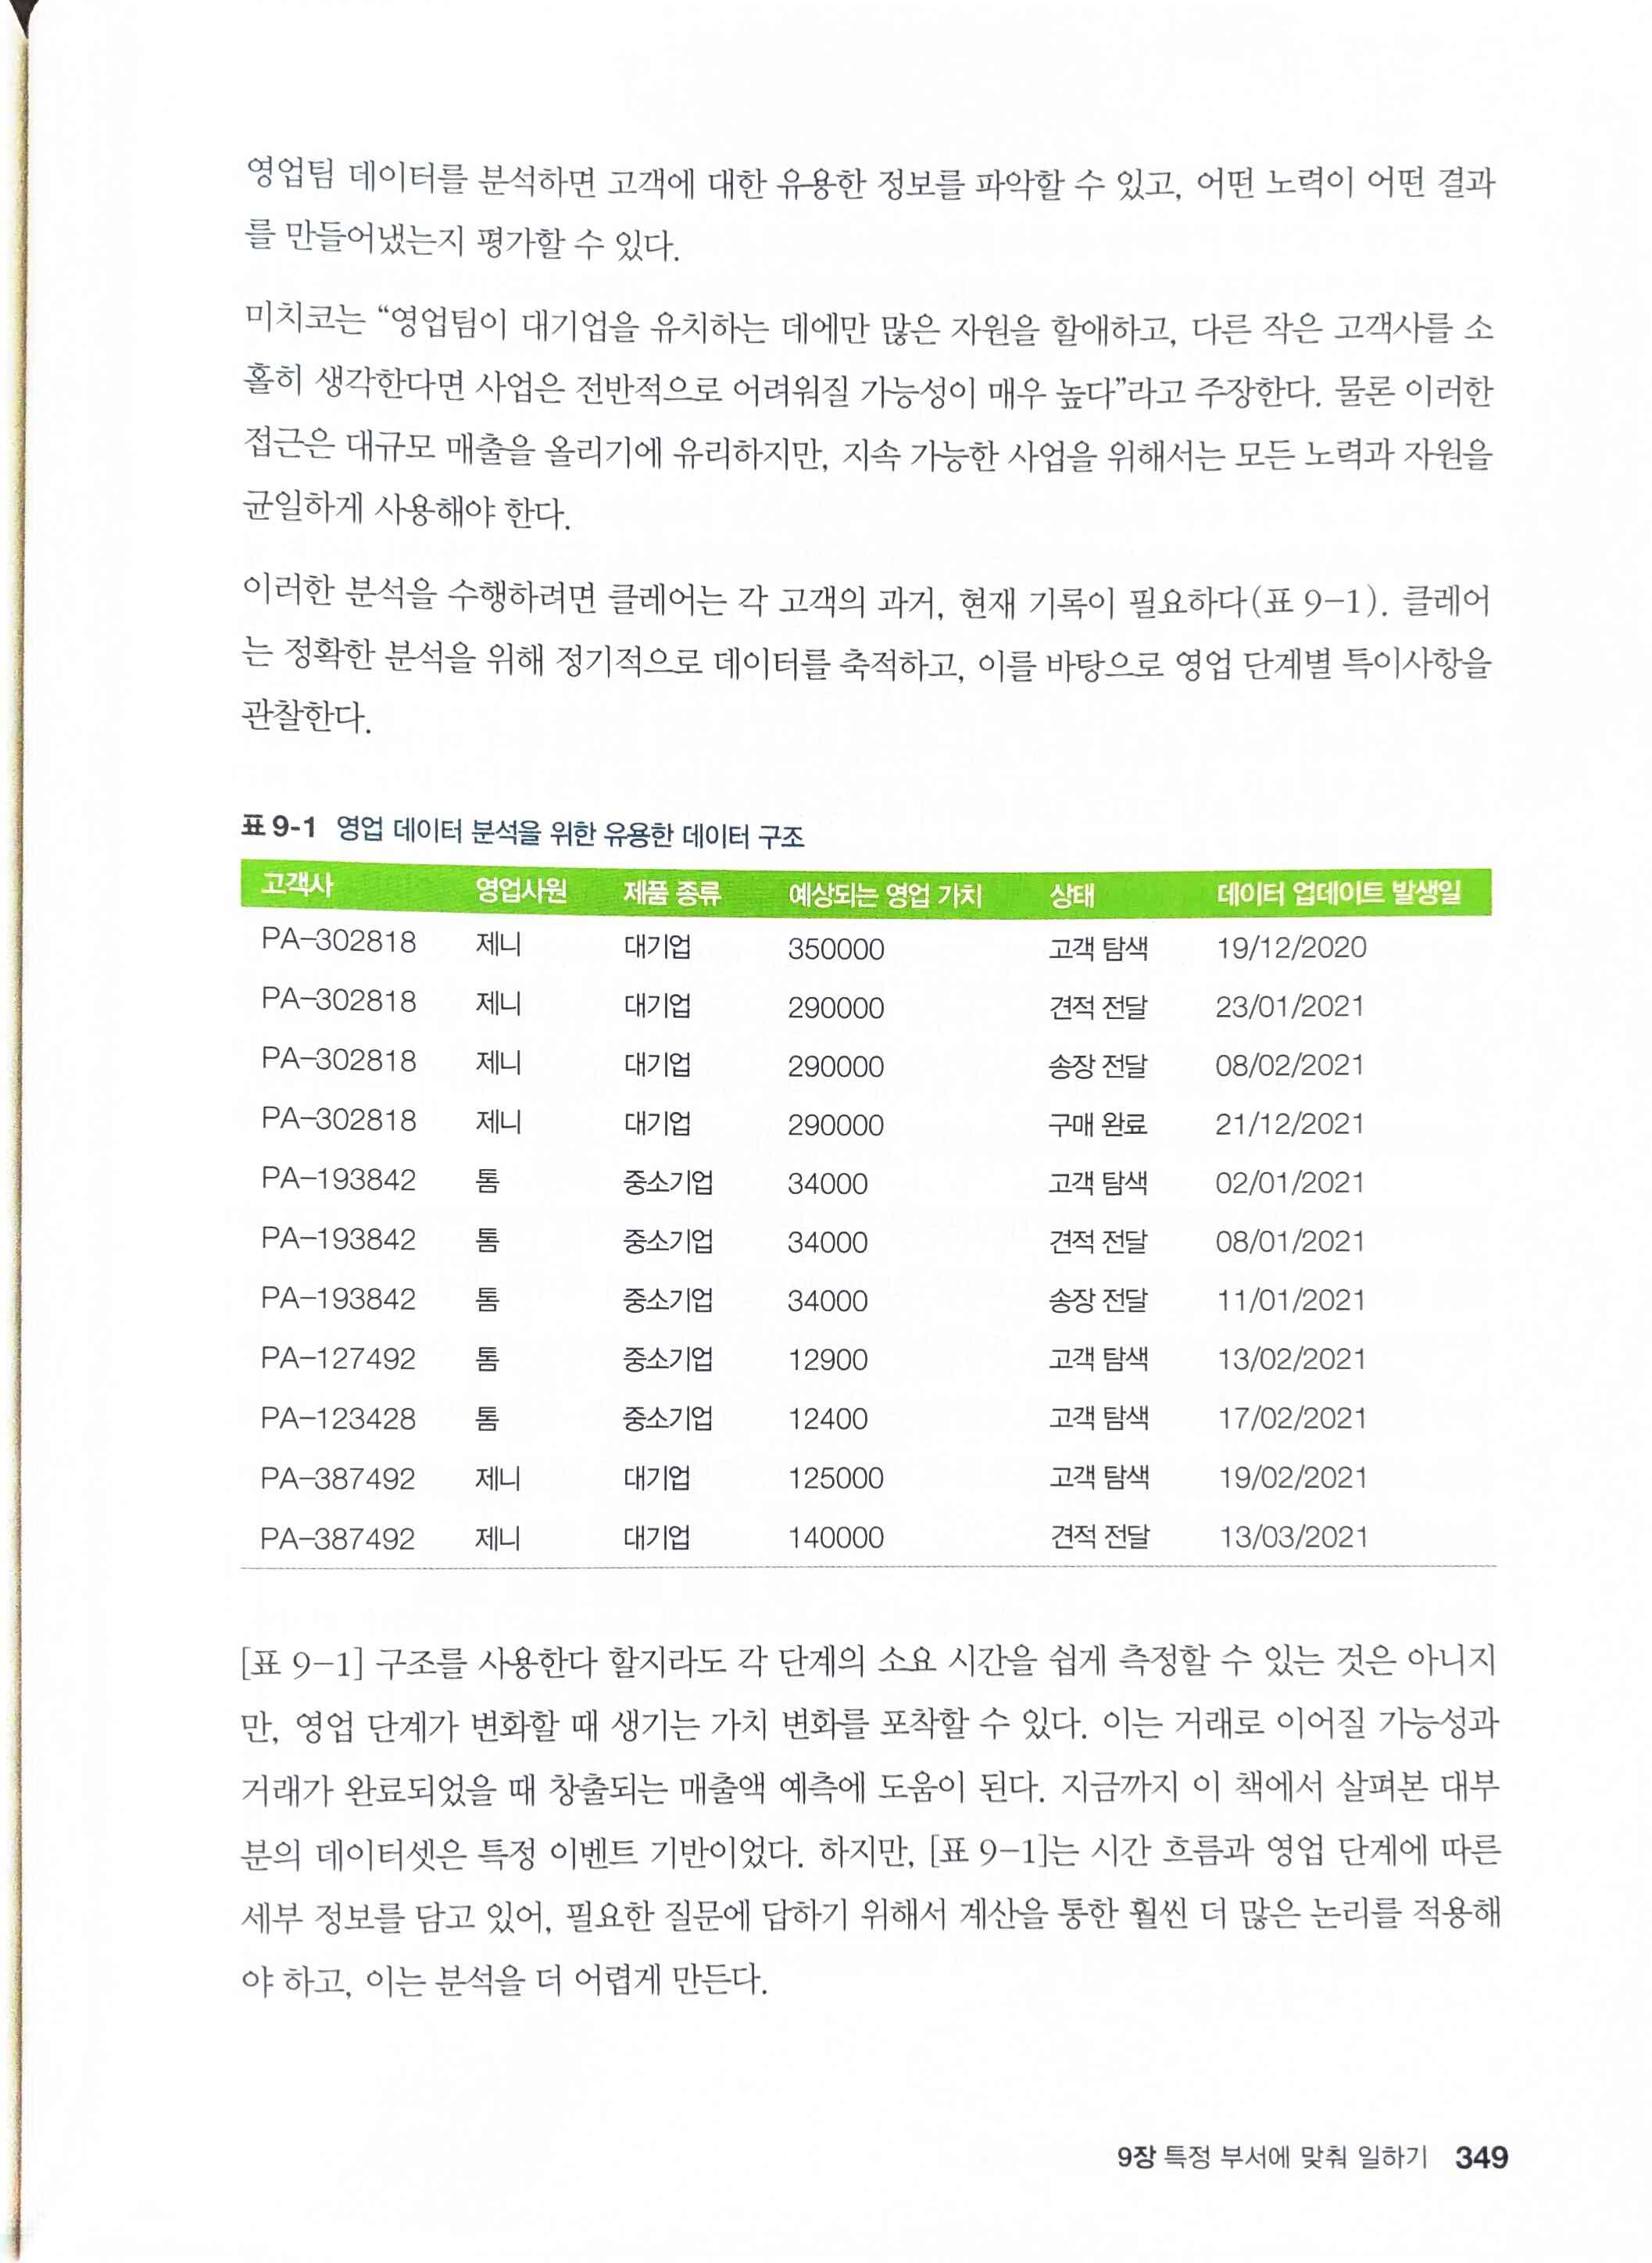 영업팀 데이터를 분석하면 고객에 대한 유용한 정보를 파악할 수 있고, 어떤 노력이 어떤 결과
를 만들어냈는지 평가할 수 있다.
미치코는 “영업팀이 대기업을 유치하는 데에만 많은 자원을 할애하고, 다른 작은 고객사를 소
홀히 생각한다면 사업은 전반적으로 어려워질 가능성이 매우 높다”라고 주장한다. 물론 이러한
접근은 대규모 매출을 올리기에 유리하지만, 지속 가능한 사업을 위해서는 모든 노력과 자원을
균일하게 사용해야 한다.
이러한 분석을 수행하려면 클레어는 각 고객의 과거, 현재 기록이 필요하다(표 9-1). 클레어
는 정확한 분석을 위해 정기적으로 데이터를 축적하고, 이를 바탕으로 영업 단계별 특이사항을
관찰한다.
표 9-1 영업 데이터 분석을 위한 유용한 데이터 구조
고객사 영업사원 제품 종류 예상되는 영업 가치 상태 데이터 업데이트 발생일
PA-302818 제니 대기업 350000 고객 탐색 19/12/2020
PA-302818 제니 대기업 290000 견적 전달 23/01/2021
PA-302818 제니 대기업 290000 송장 전달 08/02/2021
PA-302818 제니 대기업 290000 구매 완료 21/12/2021
PA-193842 톰 중소기업 34000 고객 탐색 02/01/2021
PA-193842 톰 중소기업 34000 견적 전달 08/01/2021
PA-193842 톰 중소기업 34000 송장 전달 11/01/2021
PA-127492 톰 중소기업 12900 고객 탐색 13/02/2021
PA-123428 톰 중소기업 12400 고객 탐색 17/02/2021
PA-387492 제니 대기업 125000 고객 탐색 19/02/2021
PA-387492 제니 대기업 140000 견적 전달 13/03/2021
[표 9-1] 구조를 사용한다 할지라도 각 단계의 소요 시간을 쉽게 측정할 수 있는 것은 아니지
만, 영업 단계가 변화할 때 생기는 가치 변화를 포착할 수 있다. 이는 거래로 이어질 가능성과
거래가 완료되었을 때 창출되는 매출액 예측에 도움이 된다. 지금까지 이 책에서 살펴본 대부
분의 데이터셋은 특정 이벤트 기반이었다. 하지만, [표 9-1]는 시간 흐름과 영업 단계에 따른
세부 정보를 담고 있어, 필요한 질문에 답하기 위해서 계산을 통한 훨씬 더 많은 논리를 적용해
야 하고, 이는 분석을 더 어렵게 만든다.
9장 특정 부서에 맞춰 일하기 349